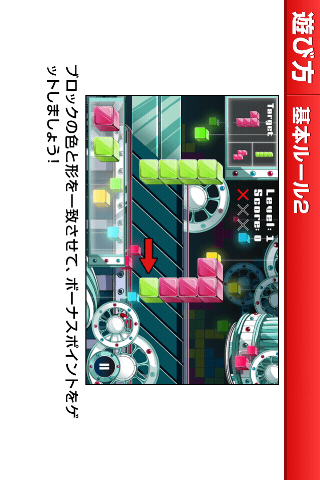 遊び方 基本ルール2
Target
Level: 1
Score: 0
ブロックの色と形を一致させて、ボーナスポイントをゲ
ットしましょう!